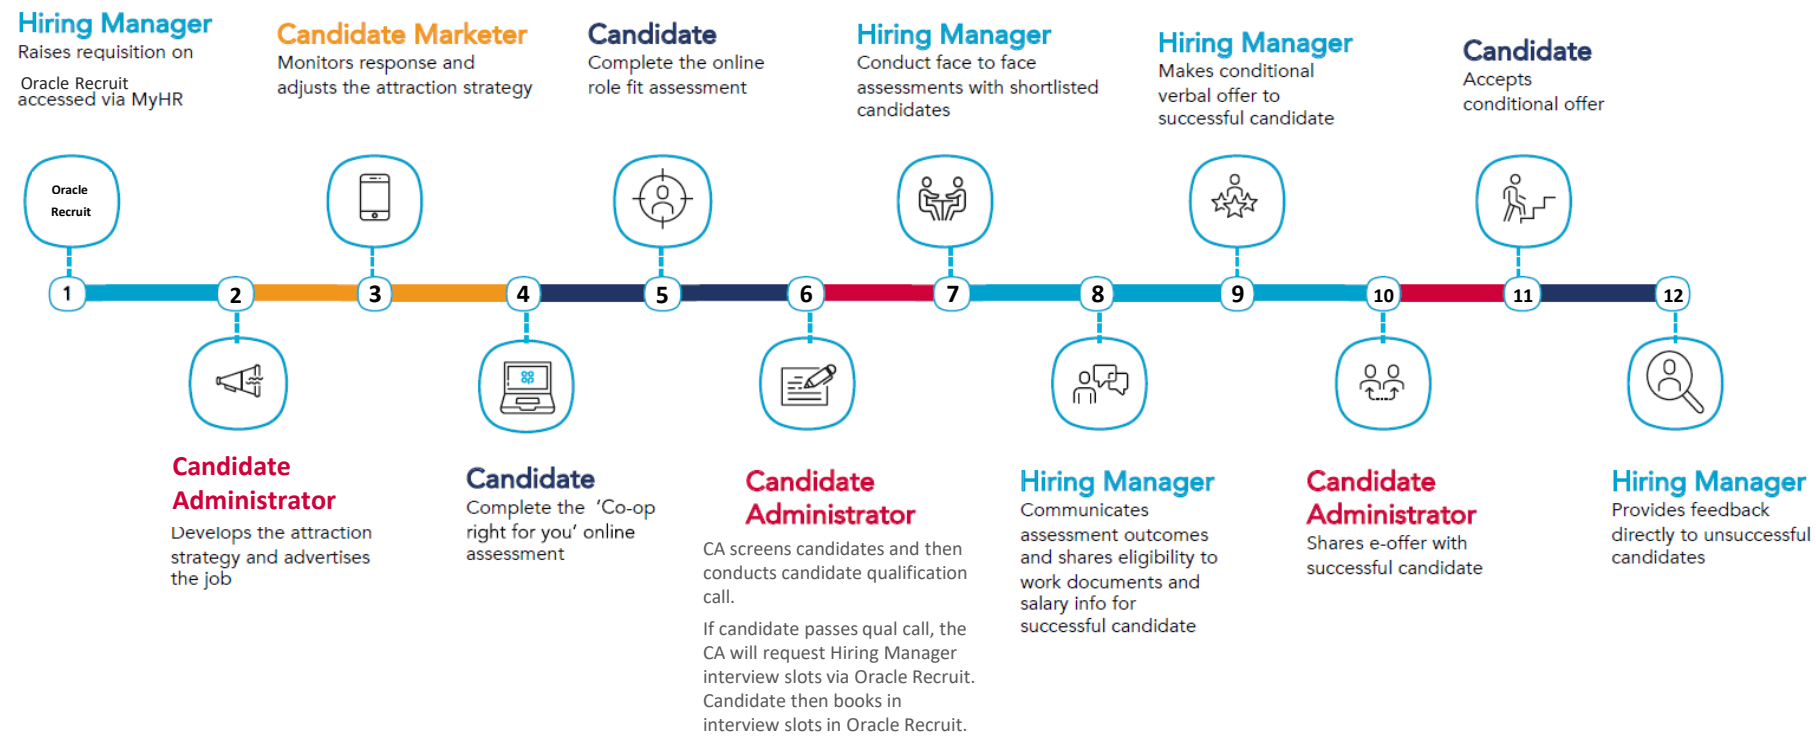 Hiring Manager
Raises requisition on
Oracle Recruit
accessed via MyHR
Candidate Marketer
Monitors response and
adjusts the attraction strategy
Candidate
Complete the online
role fit assessment
Hiring Manager
Conduct face to face
assessments with shortlisted
candidates
Hiring Manager
Makes conditional
verbal offer to
successful candidate
Candidate
Accepts
conditional offer
Oracle
Recruit
1
2
3
4
5
6
7
8
9
10
11
12
Candidate
Administrator
Develops the attraction
strategy and advertises
the job
Candidate
Complete the 'Co-op
right for you' online
assessment
Candidate
Administrator
CA screens candidates and then
conducts candidate qualification
call.
If candidate passes qual call, the
CA will request Hiring Manager
interview slots via Oracle Recruit.
Candidate then books in
interview slots in Oracle Recruit.
Hiring Manager
Communicates
assessment outcomes
and shares eligibility to
work documents and
salary info for
successful candidate
Candidate
Administrator
Shares e-offer with
successful candidate
Hiring Manager
Provides feedback
directly to unsuccessful
candidates